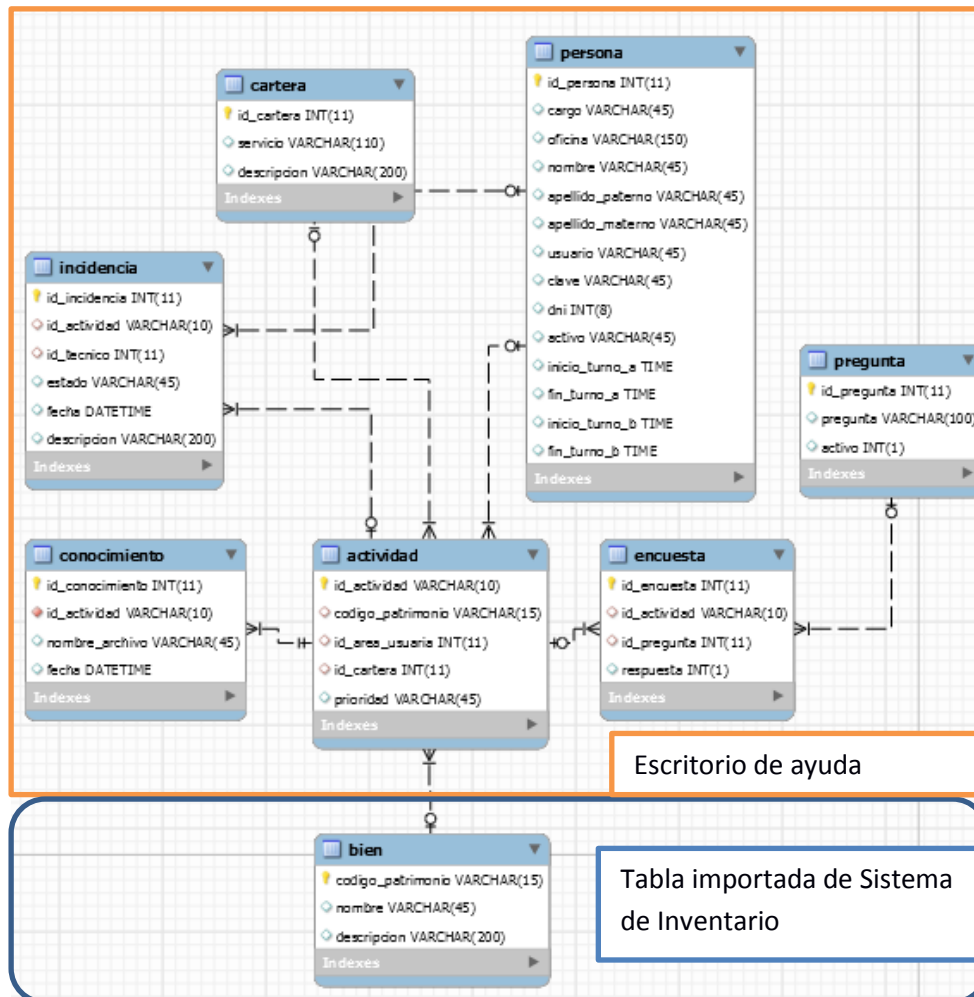 cartera
id_cartera INT(11)
servicio VARCHAR(110)
descripcion VARCHAR(200)
Indexes
persona
id_persona INT(11)
cargo VARCHAR(45)
oficina VARCHAR(150)
nombre VARCHAR(45)
apellido_paterno VARCHAR(45)
apellido_materno VARCHAR(45)
usuario VARCHAR(45)
clave VARCHAR(45)
dni INT(8)
activo VARCHAR(45)
inicio_turno_a TIME
fin_turno_a TIME
inicio_turno_b TIME
fin_turno_b TIME
Indexes
incidencia
id_incidencia INT(11)
id_actividad VARCHAR(10)
id_tecnico INT(11)
estado VARCHAR(45)
fecha DATETIME
descripcion VARCHAR(200)
Indexes
pregunta
id_pregunta INT(11)
pregunta VARCHAR(100)
activo INT(1)
Indexes
conocimiento
id_conocimiento INT(11)
id_actividad VARCHAR(10)
nombre_archivo VARCHAR(45)
fecha DATETIME
Indexes
actividad
id_actividad VARCHAR(10)
codigo_patrimonio VARCHAR(15)
id_area_usuaria INT(11)
id_cartera INT(11)
prioridad VARCHAR(45)
Indexes
encuesta
id_encuesta INT(11)
id_actividad VARCHAR(10)
id_pregunta INT(11)
respuesta INT(1)
Indexes
Escritorio de ayuda
bien
codigo_patrimonio VARCHAR(15)
nombre VARCHAR(45)
descripcion VARCHAR(200)
Indexes
Tabla importada de Sistema
de Inventario